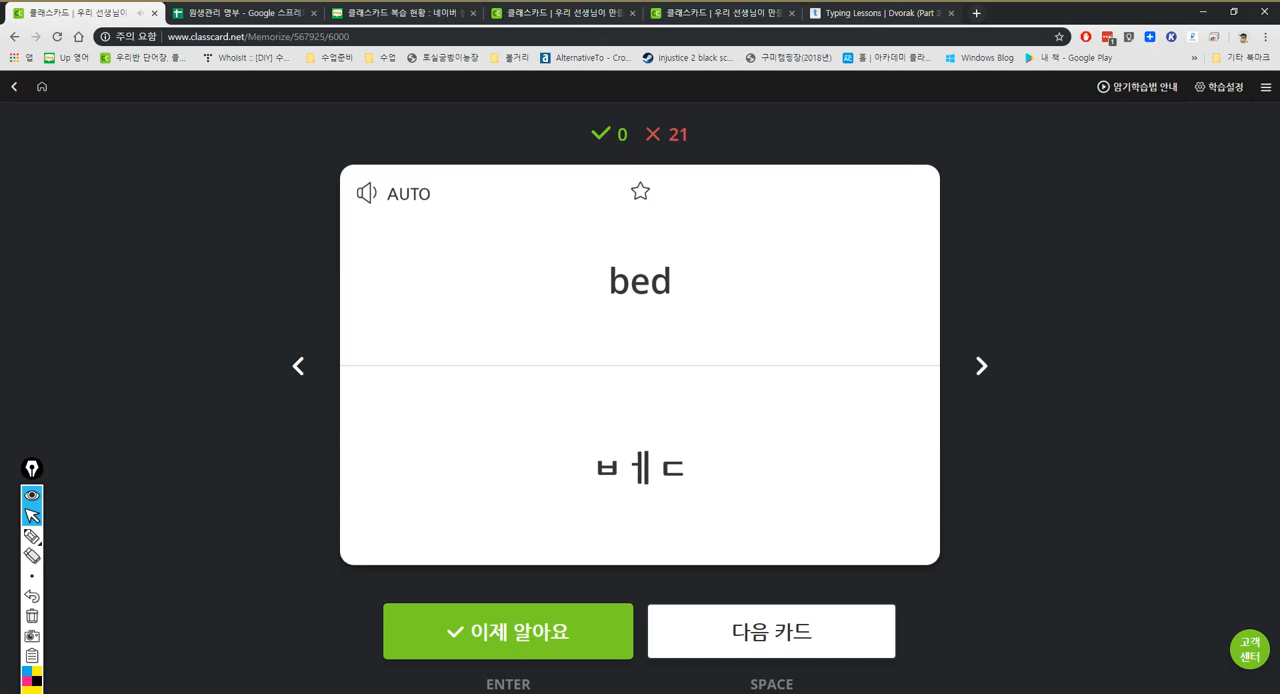 클래스카드 | 우리 선생님이
원생관리 명부 - Google 스프레
클래스카드 복습 현황 : 네이버
클래스카드 | 우리 선생님이 만든
클래스카드 | 우리 선생님이 만든
Typing Lessons | Dvorak (Part
주의 요함 | www.classcard.net/Memorize/567925/6000
앱
Up 영어
우리반 단어장, 클...
WhoIst :: [DIY] 수...
수업준비
수업
토실굼벵이농장
볼거리
AlternativeTo - Cro...
injustice 2 black sc...
구미캠핑장(2018년)
홈 | 아카데미 클라...
Windows Blog
내 책 - Google Play
»
기타 북마크
암기학습법 안내
학습설정
0 21
AUTO
bed
ㅂ ㅔ ㄷ
이제 알아요
다음 카드
고객
센터
ENTER
SPACE